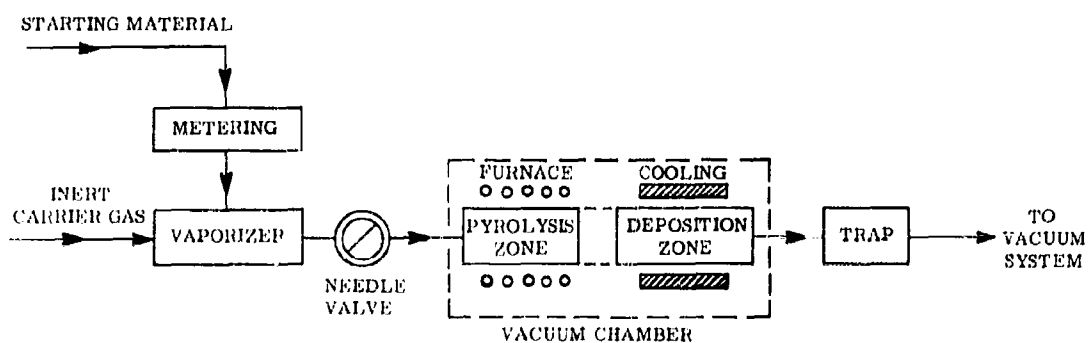 STARTING MATERIAL
METERING
INERT
CARRIER GAS
VAPORIZER
NEEDLE
VALVE
FURNACE
PYROLYSIS
ZONE
COOLING
DEPOSITION
ZONE
VACUUM CHAMBER
TRAP
TO
VACUUM
SYSTEM